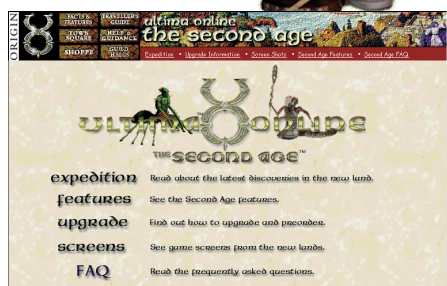 ORIGIN
FACTS & FEATURES
TRAVELLER'S GUIDE
TOWN SQUARE
HELP & GUIDANCE
SHOPPE
GUILD HALLS
ultima online
the second age
Expedition • Upgrade Information • Screen Shots • Second Age Features • Second Age FAQ
ULTIMA ONLINE
THE SECOND AGE™
expedition Read about the latest discoveries in the new land.
features See the Second Age features.
upgrade Find out how to upgrade and preorder.
screens See game screens from the new lands.
FAQ Read the frequently asked questions.